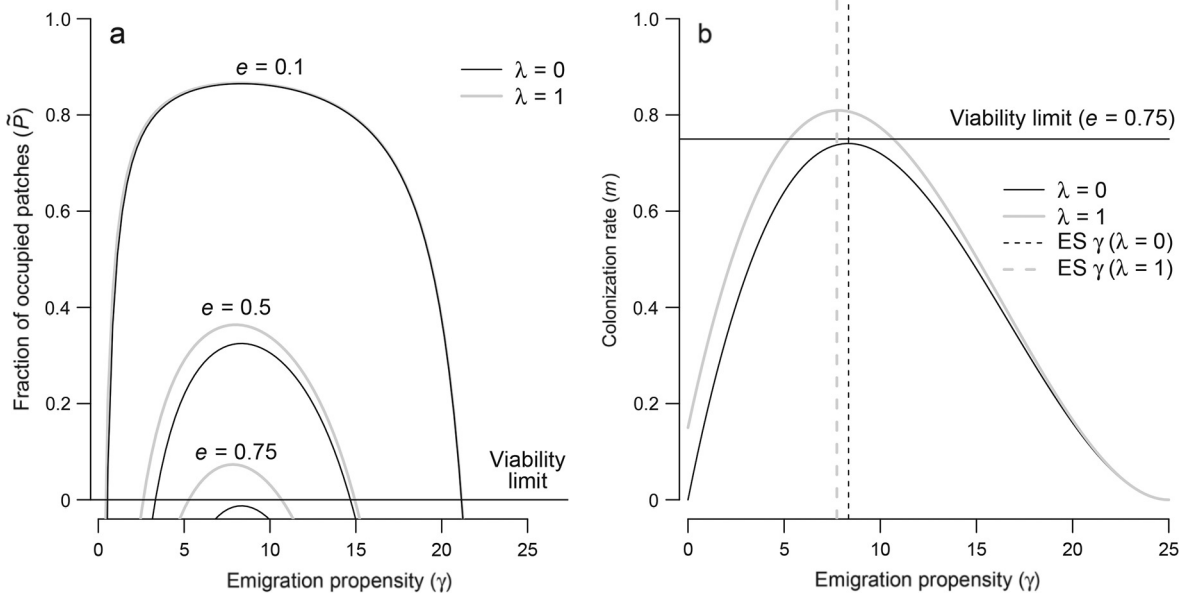 a
1.0
0.8
0.6
0.4
0.2
0
Fraction of occupied patches (P̃)
e = 0.1
λ = 0
λ = 1
e = 0.5
e = 0.75
Viability
limit
0 5 10 15 20 25
Emigration propensity (γ)
b
1.0
0.8
0.6
0.4
0.2
0
Colonization rate (m)
Viability limit (e = 0.75)
λ = 0
λ = 1
ES γ (λ = 0)
ES γ (λ = 1)
0 5 10 15 20 25
Emigration propensity (γ)